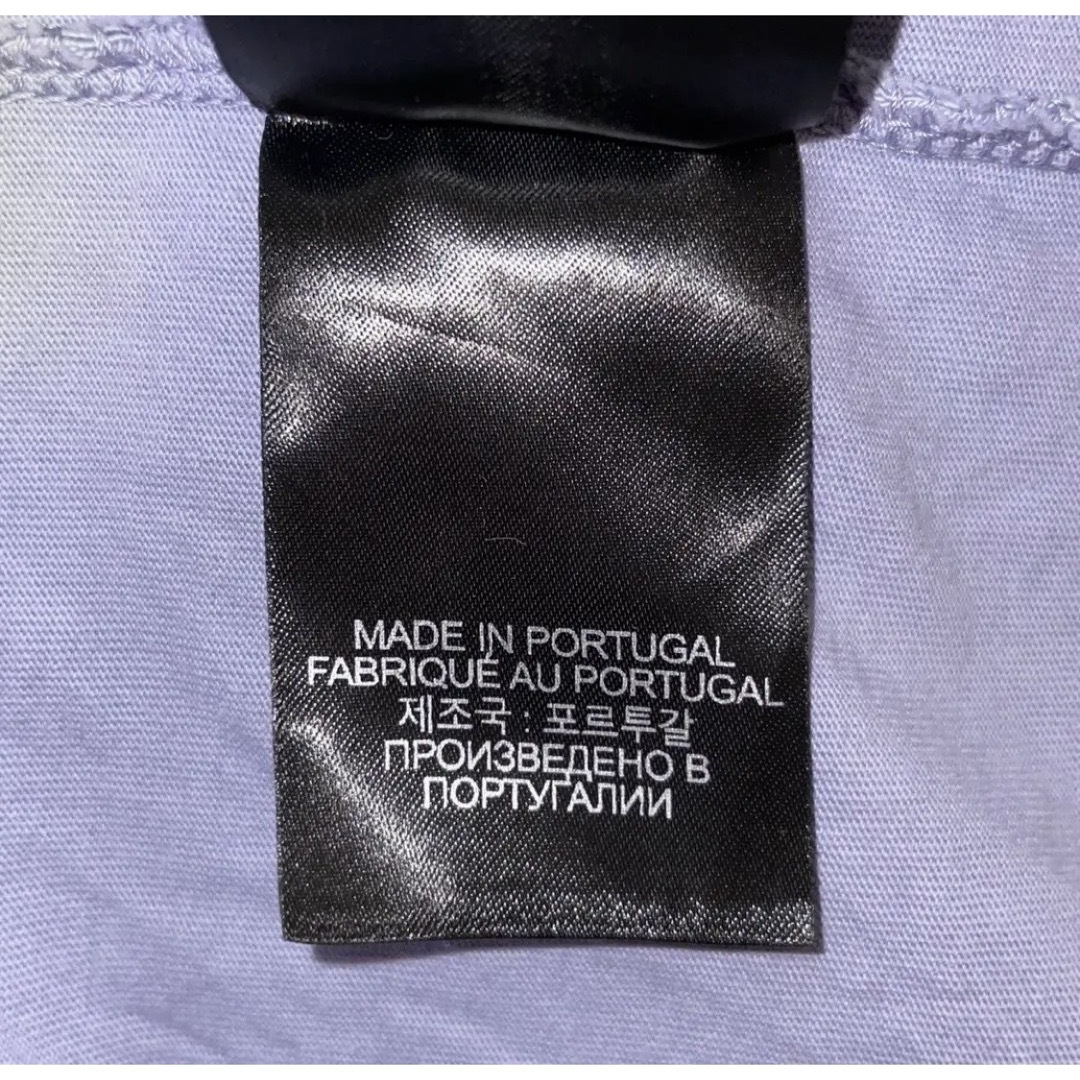 MADE IN PORTUGAL
FABRIQUÉ AU PORTUGAL
제조국 : 포르투갈
ПРОИЗВЕДЕНО В
ПОРТУГАЛИИ